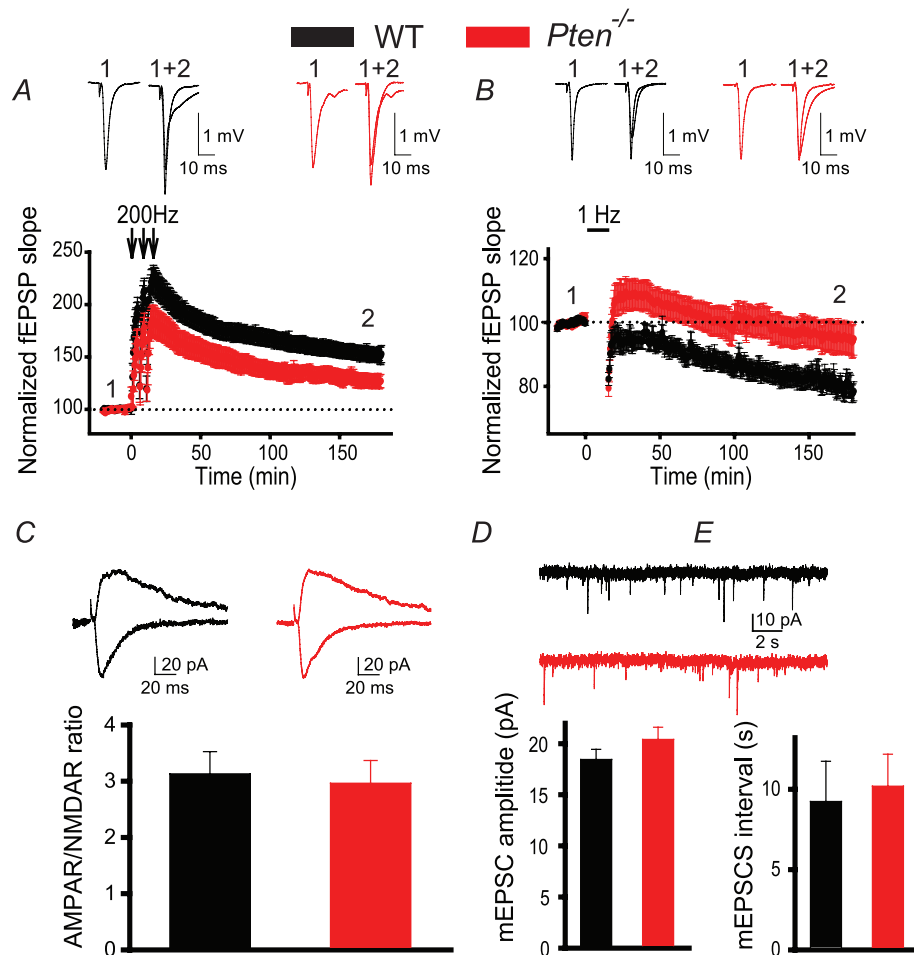 WT Pten-/-
A 1 1+2 1 1+2
1 mV 1 mV
10 ms 10 ms
200Hz
Normalized fEPSP slope
250
200
150
100
1 2
0 50 100 150
Time (min)
B 1 1+2 1 1+2
1 mV 1 mV
10 ms 10 ms
1 Hz
Normalized fEPSP slope
120
100
80
1 2
0 50 100 150
Time (min)
C
20 pA 20 pA
20 ms 20 ms
AMPAR/NMDAR ratio
4
3
2
1
0
D E
10 pA
2 s
mEPSC amplitide (pA)
20
15
10
5
0
mEPSCS interval (s)
10
5
0